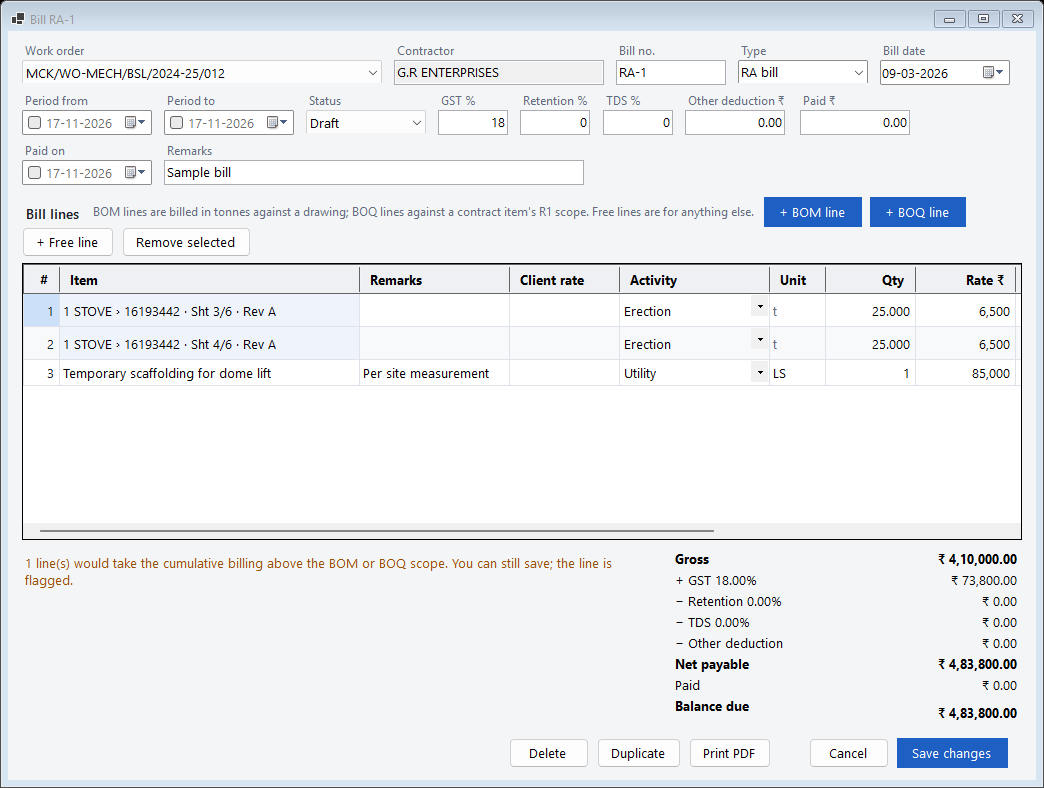 Bill RA-1
Work order Contractor Bill no. Type Bill date
MCK/WO-MECH/BSL/2024-25/012 G.R ENTERPRISES RA-1 RA bill 09-03-2026
Period from Period to Status GST % Retention % TDS % Other deduction ₹ Paid ₹
17-11-2026 17-11-2026 Draft 18 0 0 0.00 0.00
Paid on Remarks
17-11-2026 Sample bill
Bill lines BOM lines are billed in tonnes against a drawing; BOQ lines against a contract item's R1 scope. Free lines are for anything else. + BOM line + BOQ line
+ Free line Remove selected
# Item Remarks Client rate Activity Unit Qty Rate ₹
1 1 STOVE › 16193442 · Sht 3/6 · Rev A Erection t 25.000 6,500
2 1 STOVE › 16193442 · Sht 4/6 · Rev A Erection t 25.000 6,500
3 Temporary scaffolding for dome lift Per site measurement Utility LS 1 85,000
1 line(s) would take the cumulative billing above the BOM or BOQ scope. You can still save; the line is
flagged.
Gross ₹ 4,10,000.00
+ GST 18.00% ₹ 73,800.00
− Retention 0.00% ₹ 0.00
− TDS 0.00% ₹ 0.00
− Other deduction ₹ 0.00
Net payable ₹ 4,83,800.00
Paid ₹ 0.00
Balance due ₹ 4,83,800.00
Delete Duplicate Print PDF Cancel Save changes